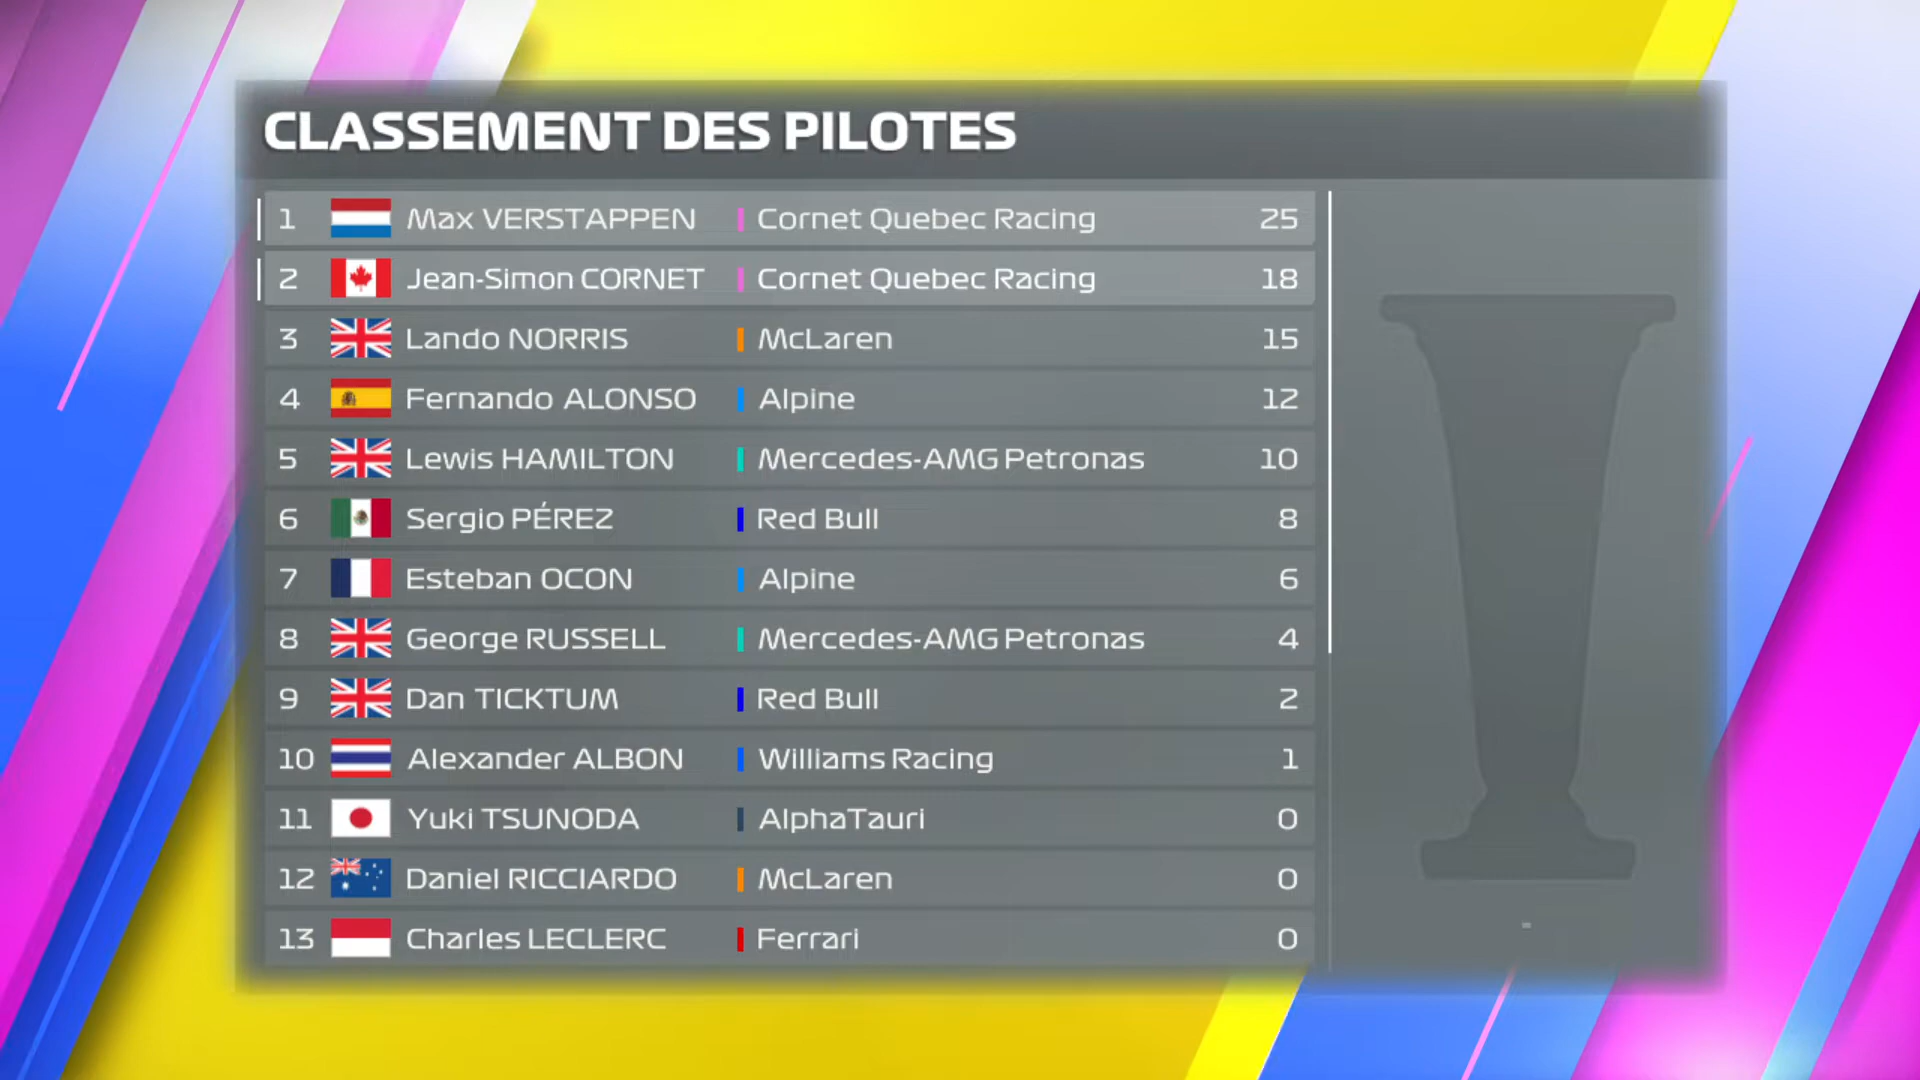 CLASSEMENT DES PILOTES
1 Max VERSTAPPEN Cornet Quebec Racing 25
2 Jean-Simon CORNET Cornet Quebec Racing 18
3 Lando NORRIS McLaren 15
4 Fernando ALONSO Alpine 12
5 Lewis HAMILTON Mercedes-AMG Petronas 10
6 Sergio PÉREZ Red Bull 8
7 Esteban OCON Alpine 6
8 George RUSSELL Mercedes-AMG Petronas 4
9 Dan TICKTUM Red Bull 2
10 Alexander ALBON Williams Racing 1
11 Yuki TSUNODA AlphaTauri 0
12 Daniel RICCIARDO McLaren 0
13 Charles LECLERC Ferrari 0